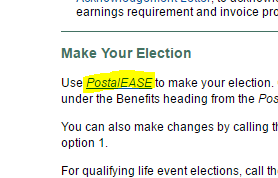 Acknowledgement Letter, to acknowle
earnings requirement and invoice pro
Make Your Election
Use PostalEASE to make your election.
under the Benefits heading from the Pos
You can also make changes by calling th
option 1.
For qualifying life event elections, call the